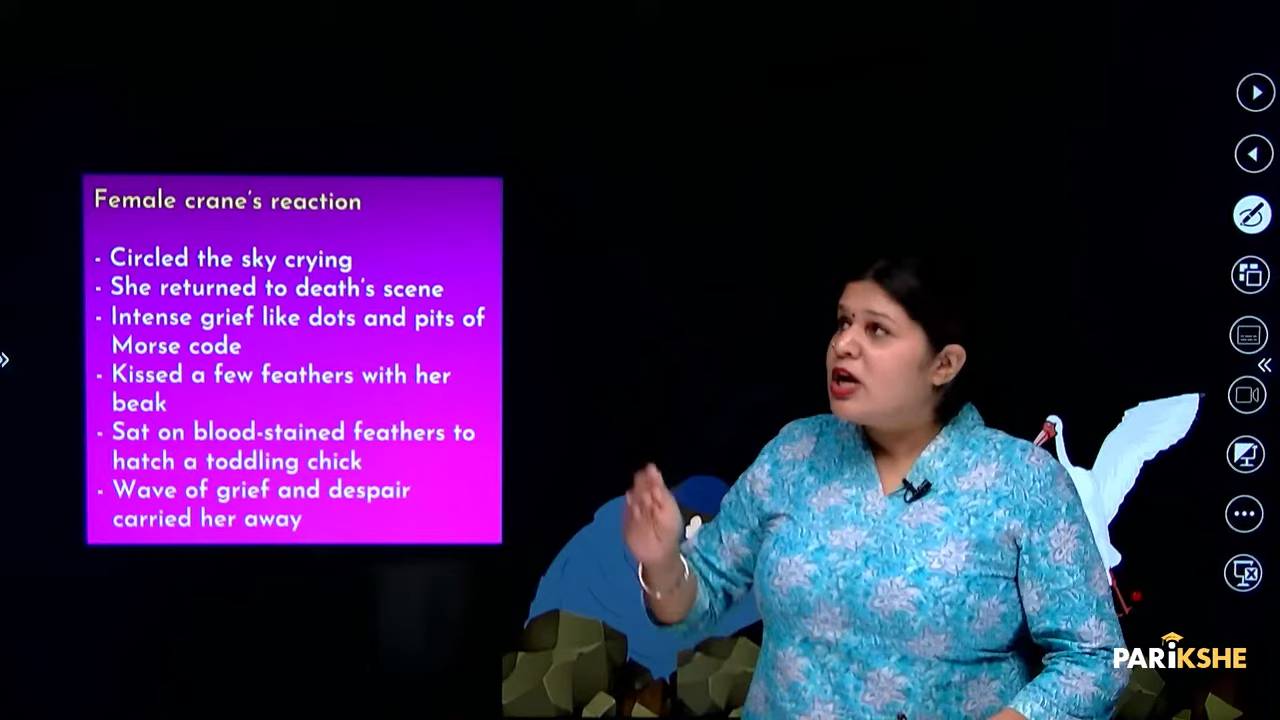 Female crane's reaction
- Circled the sky crying
- She returned to death's scene
- Intense grief like dots and pits of
Morse code
- Kissed a few feathers with her
beak
- Sat on blood-stained feathers to
hatch a toddling chick
- Wave of grief and despair
carried her away
PARIKSHE